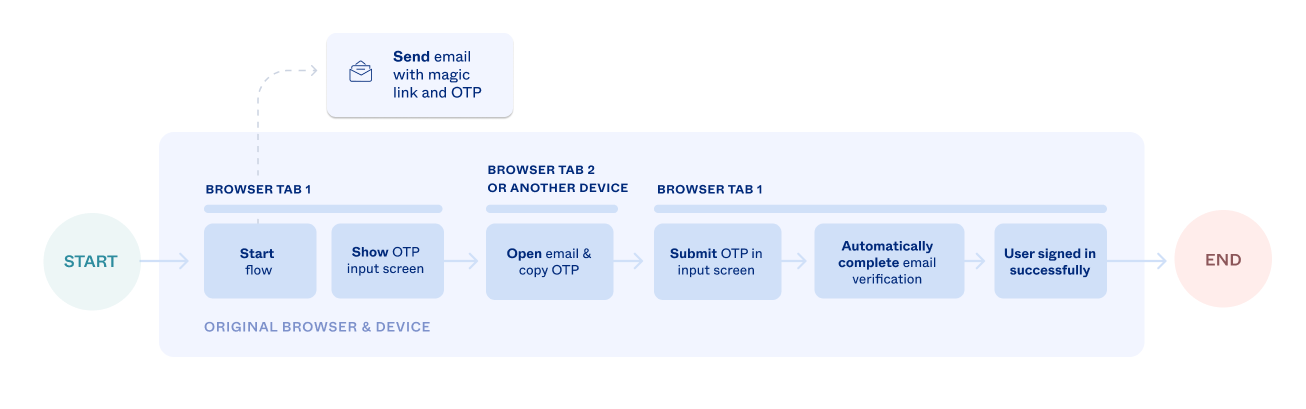 Send email
with magic
link and OTP
BROWSER TAB 1
BROWSER TAB 2
OR ANOTHER DEVICE
BROWSER TAB 1
START
Start
flow
Show OTP
input screen
Open email &
copy OTP
Submit OTP in
input screen
Automatically
complete email
verification
User signed in
successfully
END
ORIGINAL BROWSER & DEVICE